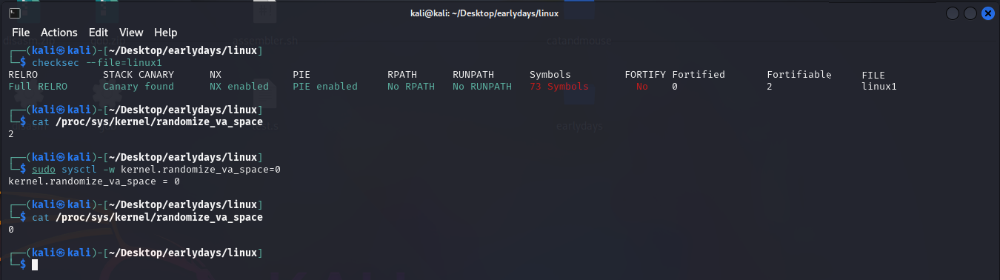 kali@kali: ~/Desktop/earlydays/linux
File Actions Edit View Help
assembler.sh
catandmouse
┌──(kali㉿kali)-[~/Desktop/earlydays/linux]
└─$ checksec --file=linux1
RELRO STACK CANARY NX PIE RPATH RUNPATH Symbols FORTIFY Fortified Fortifiable FILE
Full RELRO Canary found NX enabled PIE enabled No RPATH No RUNPATH 73 Symbols No 0 2 linux1
┌──(kali㉿kali)-[~/Desktop/earlydays/linux]
└─$ cat /proc/sys/kernel/randomize_va_space
earlydays
2
┌──(kali㉿kali)-[~/Desktop/earlydays/linux]
└─$ sudo sysctl -w kernel.randomize_va_space=0
kernel.randomize_va_space = 0
┌──(kali㉿kali)-[~/Desktop/earlydays/linux]
└─$ cat /proc/sys/kernel/randomize_va_space
0
┌──(kali㉿kali)-[~/Desktop/earlydays/linux]
└─$